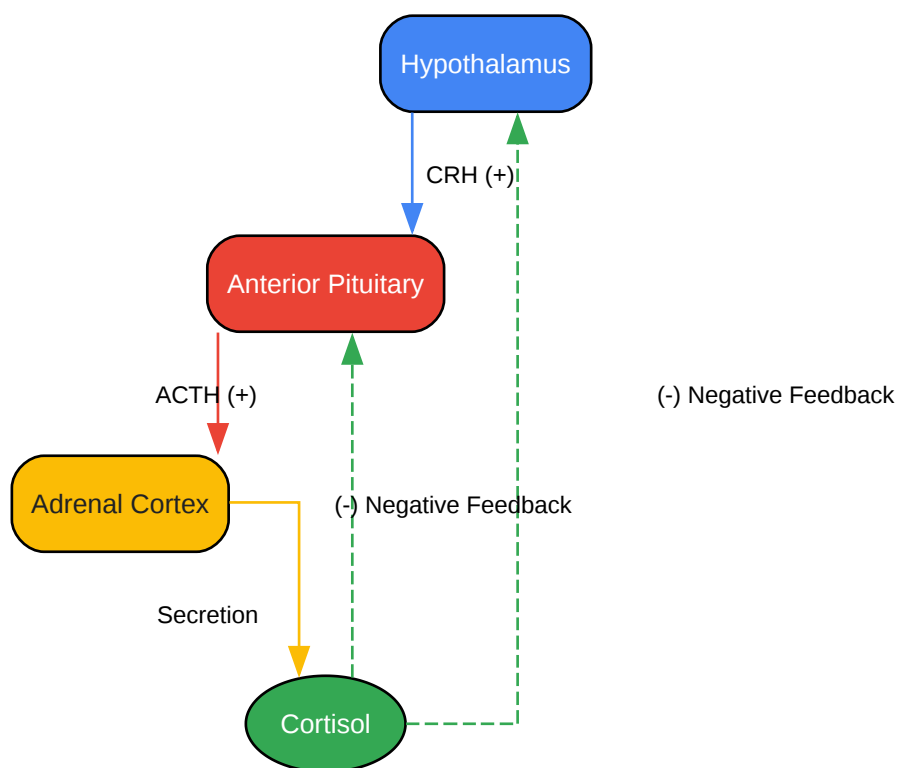 Hypothalamus
CRH (+)
Anterior Pituitary
ACTH (+)
(-) Negative Feedback
Adrenal Cortex
(-) Negative Feedback
Secretion
Cortisol